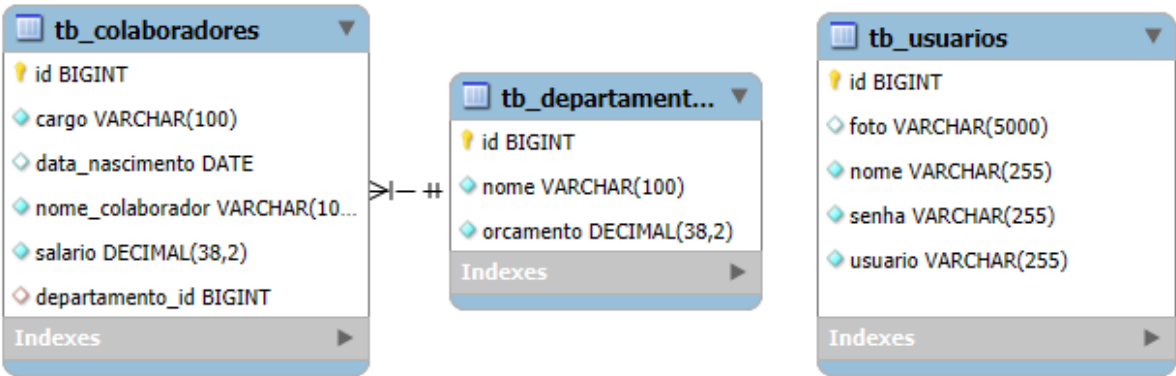 tb_colaboradores
id BIGINT
cargo VARCHAR(100)
data_nascimento DATE
nome_colaborador VARCHAR(10...
salario DECIMAL(38,2)
departamento_id BIGINT
Indexes
tb_departament...
id BIGINT
nome VARCHAR(100)
orcamento DECIMAL(38,2)
Indexes
tb_usuarios
id BIGINT
foto VARCHAR(5000)
nome VARCHAR(255)
senha VARCHAR(255)
usuario VARCHAR(255)
Indexes